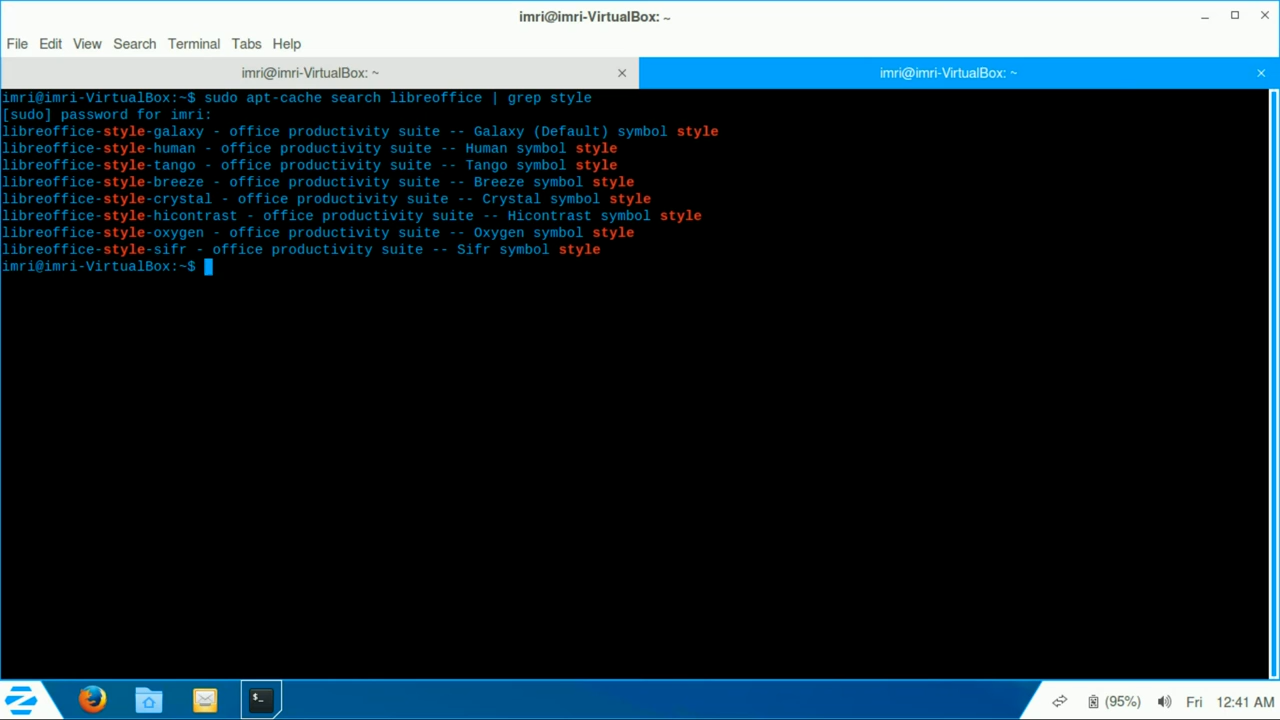 imri@imri-VirtualBox: ~
File Edit View Search Terminal Tabs Help
imri@imri-VirtualBox: ~ imri@imri-VirtualBox: ~
imri@imri-VirtualBox:~$ sudo apt-cache search libreoffice | grep style
[sudo] password for imri:
libreoffice-style-galaxy - office productivity suite -- Galaxy (Default) symbol style
libreoffice-style-human - office productivity suite -- Human symbol style
libreoffice-style-tango - office productivity suite -- Tango symbol style
libreoffice-style-breeze - office productivity suite -- Breeze symbol style
libreoffice-style-crystal - office productivity suite -- Crystal symbol style
libreoffice-style-hicontrast - office productivity suite -- Hicontrast symbol style
libreoffice-style-oxygen - office productivity suite -- Oxygen symbol style
libreoffice-style-sifr - office productivity suite -- Sifr symbol style
imri@imri-VirtualBox:~$
(95%) Fri 12:41 AM